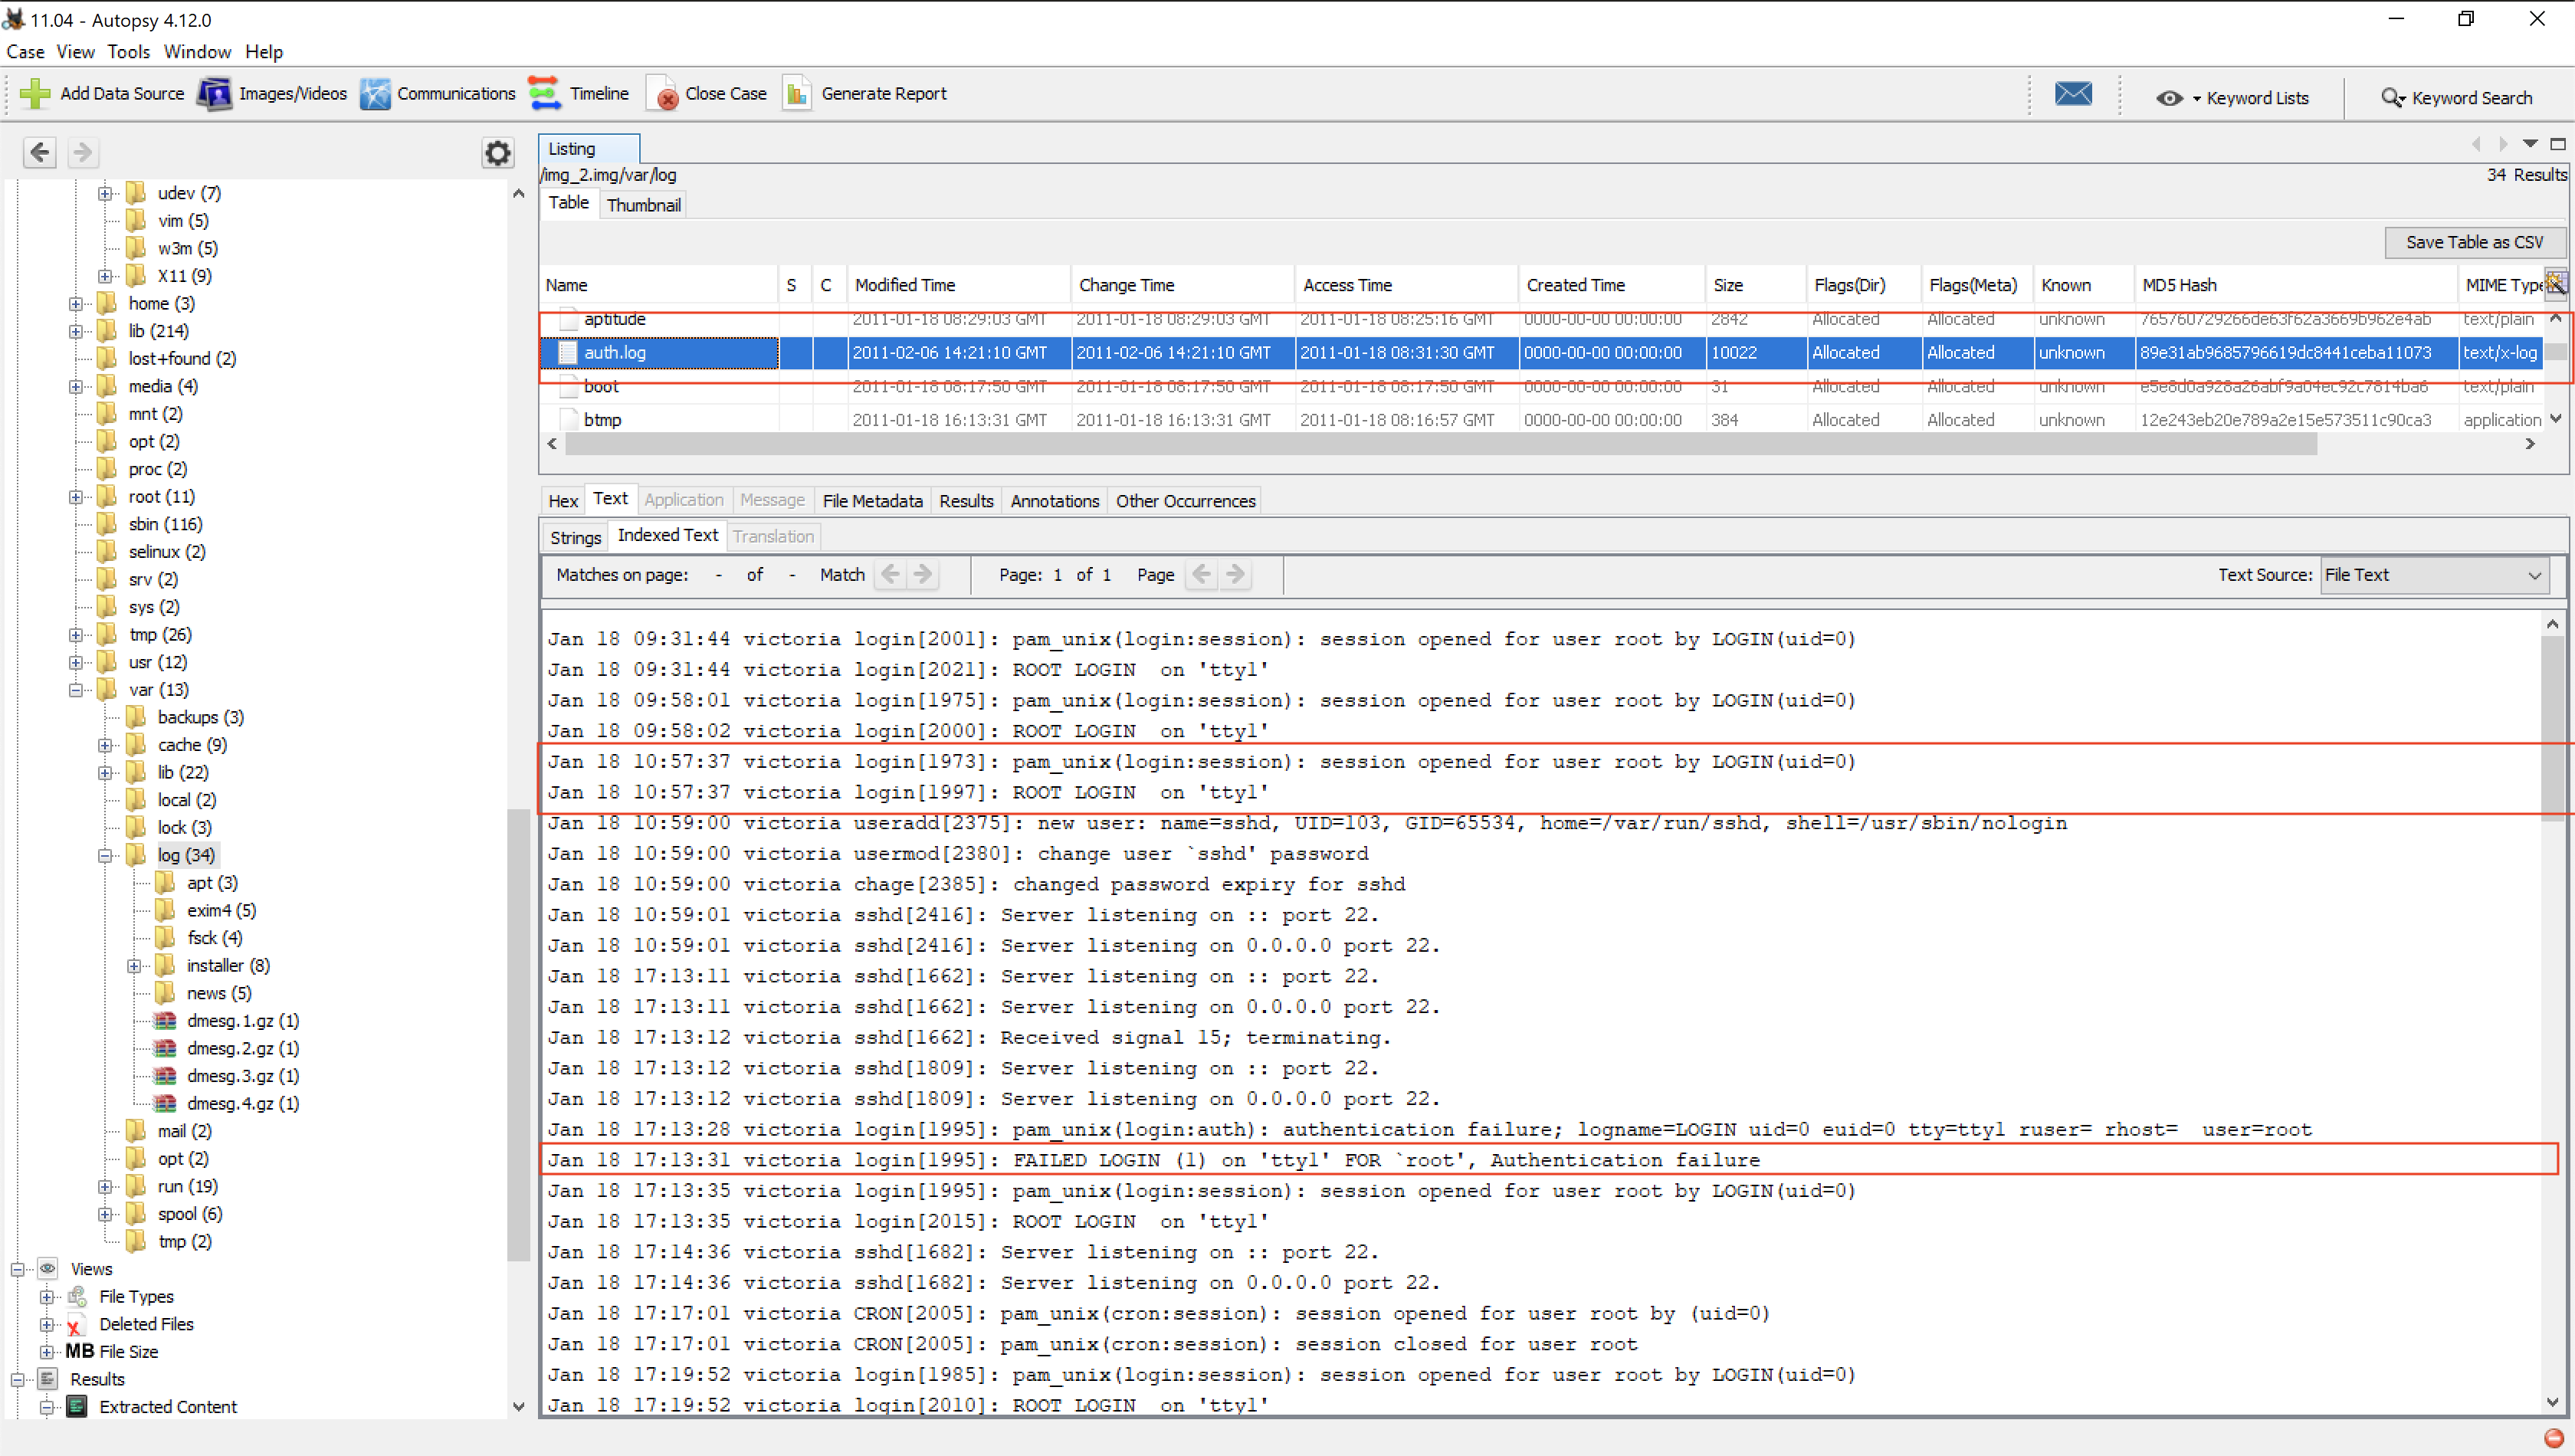 11.04 - Autopsy 4.12.0
Case View Tools Window Help
Add Data Source Images/Videos Communications Timeline Close Case Generate Report Keyword Lists Keyword Search
udev (7)
vim (5)
w3m (5)
X11 (9)
home (3)
lib (214)
lost+found (2)
media (4)
mnt (2)
opt (2)
proc (2)
root (11)
sbin (116)
selinux (2)
srv (2)
sys (2)
tmp (26)
usr (12)
var (13)
backups (3)
cache (9)
lib (22)
local (2)
lock (3)
log (34)
apt (3)
exim4 (5)
fsck (4)
installer (8)
news (5)
dmesg.1.gz (1)
dmesg.2.gz (1)
dmesg.3.gz (1)
dmesg.4.gz (1)
mail (2)
opt (2)
run (19)
spool (6)
tmp (2)
Views
File Types
Deleted Files
MB File Size
Results
Extracted Content
Listing
/img_2.img/var/log
34 Results
Table Thumbnail
Save Table as CSV
Name S C Modified Time Change Time Access Time Created Time Size Flags(Dir) Flags(Meta) Known MD5 Hash MIME Type
aptitude 2011-01-18 08:29:03 GMT 2011-01-18 08:29:03 GMT 2011-01-18 08:25:16 GMT 0000-00-00 00:00:00 2842 Allocated Allocated unknown 765760729266de63f62a3669b962e4ab text/plain
auth.log 2011-02-06 14:21:10 GMT 2011-02-06 14:21:10 GMT 2011-01-18 08:31:30 GMT 0000-00-00 00:00:00 10022 Allocated Allocated unknown 89e31ab9685796619dc8441ceba11073 text/x-log
boot 2011-01-18 08:17:50 GMT 2011-01-18 08:17:50 GMT 2011-01-18 08:17:50 GMT 0000-00-00 00:00:00 31 Allocated Allocated unknown e5e8d0a928a26abf9a04ec92c7814ba6 text/plain
btmp 2011-01-18 16:13:31 GMT 2011-01-18 16:13:31 GMT 2011-01-18 08:16:57 GMT 0000-00-00 00:00:00 384 Allocated Allocated unknown 12e243eb20e789a2e15e573511c90ca3 application
Hex Text Application Message File Metadata Results Annotations Other Occurrences
Strings Indexed Text Translation
Matches on page: - of - Match Page: 1 of 1 Page Text Source: File Text
Jan 18 09:31:44 victoria login[2001]: pam_unix(login:session): session opened for user root by LOGIN(uid=0)
Jan 18 09:31:44 victoria login[2021]: ROOT LOGIN  on 'tty1'
Jan 18 09:58:01 victoria login[1975]: pam_unix(login:session): session opened for user root by LOGIN(uid=0)
Jan 18 09:58:02 victoria login[2000]: ROOT LOGIN  on 'tty1'
Jan 18 10:57:37 victoria login[1973]: pam_unix(login:session): session opened for user root by LOGIN(uid=0)
Jan 18 10:57:37 victoria login[1997]: ROOT LOGIN  on 'tty1'
Jan 18 10:59:00 victoria useradd[2375]: new user: name=sshd, UID=103, GID=65534, home=/var/run/sshd, shell=/usr/sbin/nologin
Jan 18 10:59:00 victoria usermod[2380]: change user `sshd' password
Jan 18 10:59:00 victoria chage[2385]: changed password expiry for sshd
Jan 18 10:59:01 victoria sshd[2416]: Server listening on :: port 22.
Jan 18 10:59:01 victoria sshd[2416]: Server listening on 0.0.0.0 port 22.
Jan 18 17:13:11 victoria sshd[1662]: Server listening on :: port 22.
Jan 18 17:13:11 victoria sshd[1662]: Server listening on 0.0.0.0 port 22.
Jan 18 17:13:12 victoria sshd[1662]: Received signal 15; terminating.
Jan 18 17:13:12 victoria sshd[1809]: Server listening on :: port 22.
Jan 18 17:13:12 victoria sshd[1809]: Server listening on 0.0.0.0 port 22.
Jan 18 17:13:28 victoria login[1995]: pam_unix(login:auth): authentication failure; logname=LOGIN uid=0 euid=0 tty=tty1 ruser= rhost=  user=root
Jan 18 17:13:31 victoria login[1995]: FAILED LOGIN (1) on 'tty1' FOR `root', Authentication failure
Jan 18 17:13:35 victoria login[1995]: pam_unix(login:session): session opened for user root by LOGIN(uid=0)
Jan 18 17:13:35 victoria login[2015]: ROOT LOGIN  on 'tty1'
Jan 18 17:14:36 victoria sshd[1682]: Server listening on :: port 22.
Jan 18 17:14:36 victoria sshd[1682]: Server listening on 0.0.0.0 port 22.
Jan 18 17:17:01 victoria CRON[2005]: pam_unix(cron:session): session opened for user root by (uid=0)
Jan 18 17:17:01 victoria CRON[2005]: pam_unix(cron:session): session closed for user root
Jan 18 17:19:52 victoria login[1985]: pam_unix(login:session): session opened for user root by LOGIN(uid=0)
Jan 18 17:19:52 victoria login[2010]: ROOT LOGIN  on 'tty1'